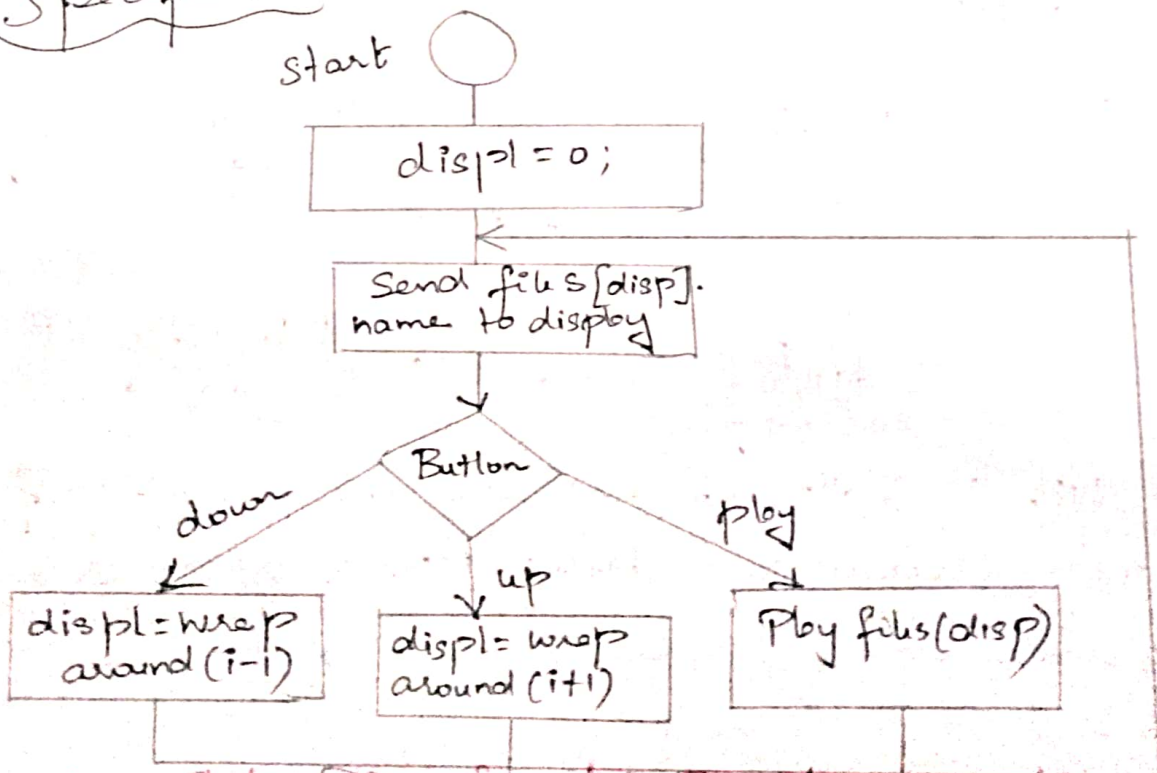 start
displ = 0;
Send files[disp].
name to display
Button
down
up
play
displ = wrap
around (i-1)
displ = wrap
around (i+1)
Play files(disp)